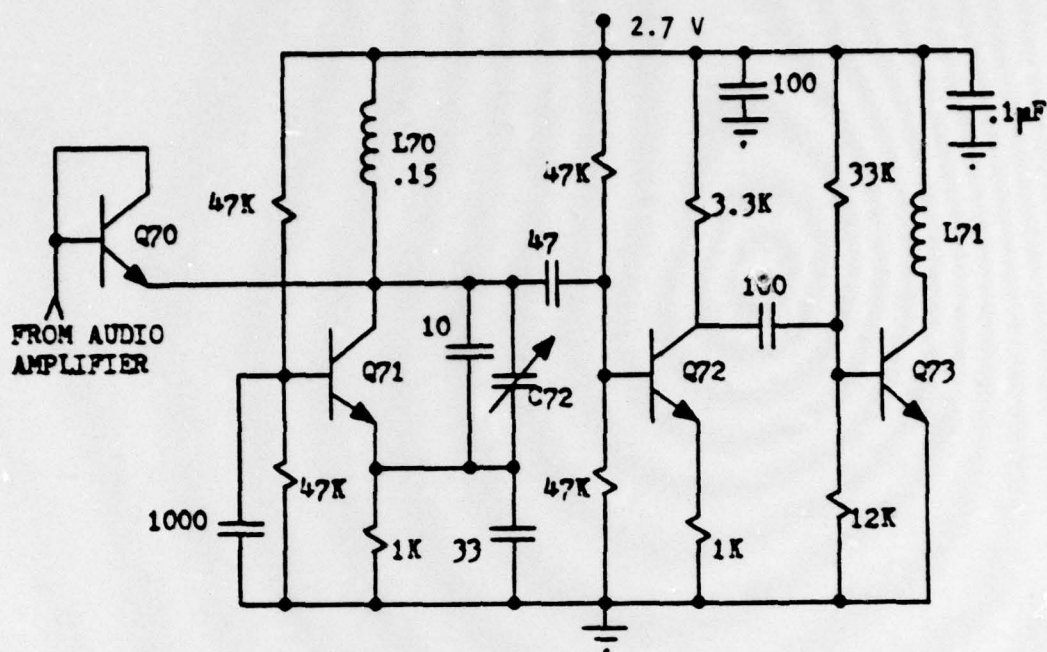 2.7 V
100
.1µF
L70
.15
47K
47K
3.3K
33K
L71
Q70
47
100
FROM AUDIO
AMPLIFIER
10
Q71
C72
Q72
Q73
47K
47K
1000
1K
33
1K
12K